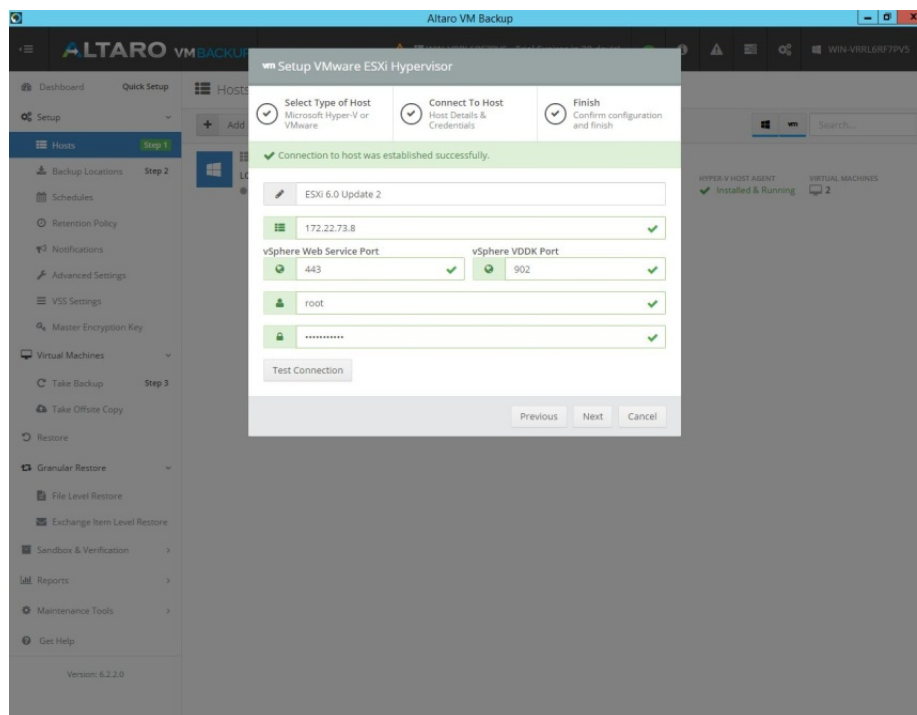 Altaro VM Backup
ALTARO VMBACKUP
WIN-VRRL6RF7PV5
Dashboard Quick Setup
Setup
Hosts Step 1
Backup Locations Step 2
Schedules
Retention Policy
Notifications
Advanced Settings
VSS Settings
Master Encryption Key
Virtual Machines
Take Backup Step 3
Take Offsite Copy
Restore
Granular Restore
File Level Restore
Exchange Item Level Restore
Sandbox & Verification
Reports
Maintenance Tools
Get Help
Version: 6.2.2.0
Hosts
Add
vm
Search...
HYPER-V HOST AGENT
Installed & Running
VIRTUAL MACHINES
2
vm Setup VMware ESXi Hypervisor
Select Type of Host
Microsoft Hyper-V or
VMware
Connect To Host
Host Details &
Credentials
Finish
Confirm configuration
and finish
Connection to host was established successfully.
ESXi 6.0 Update 2
172.22.73.8
vSphere Web Service Port vSphere VDDK Port
443 902
root
Test Connection
Previous Next Cancel